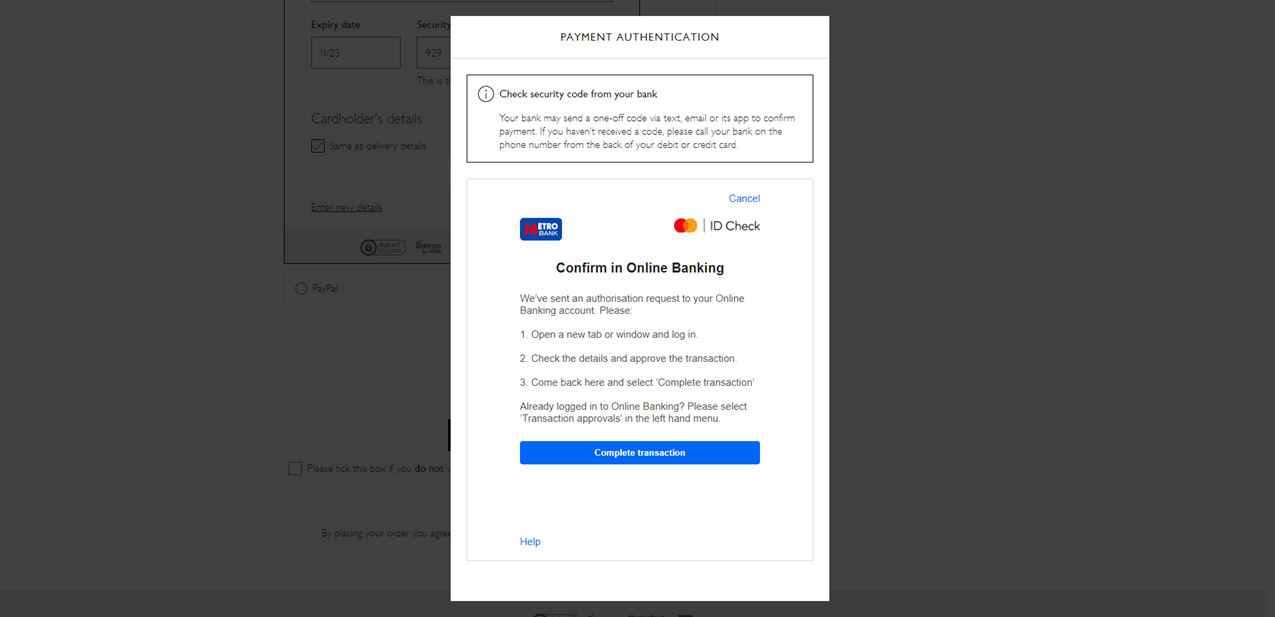 Expiry date
Security
11/23
929
This is th
Cardholder's details
Same as delivery details
Enter new details
digicert
SECURED
VERIFIED
by VISA
PayPal
Please tick this box if you do not
By placing your order you agree
PAYMENT AUTHENTICATION
Check security code from your bank
Your bank may send a one-off code via text, email or its app to confirm
payment. If you haven't received a code, please call your bank on the
phone number from the back of your debit or credit card.
Cancel
METRO
BANK
ID Check
Confirm in Online Banking
We've sent an authorisation request to your Online
Banking account. Please:
1. Open a new tab or window and log in.
2. Check the details and approve the transaction.
3. Come back here and select 'Complete transaction'
Already logged in to Online Banking? Please select
'Transaction approvals' in the left hand menu.
Complete transaction
Help